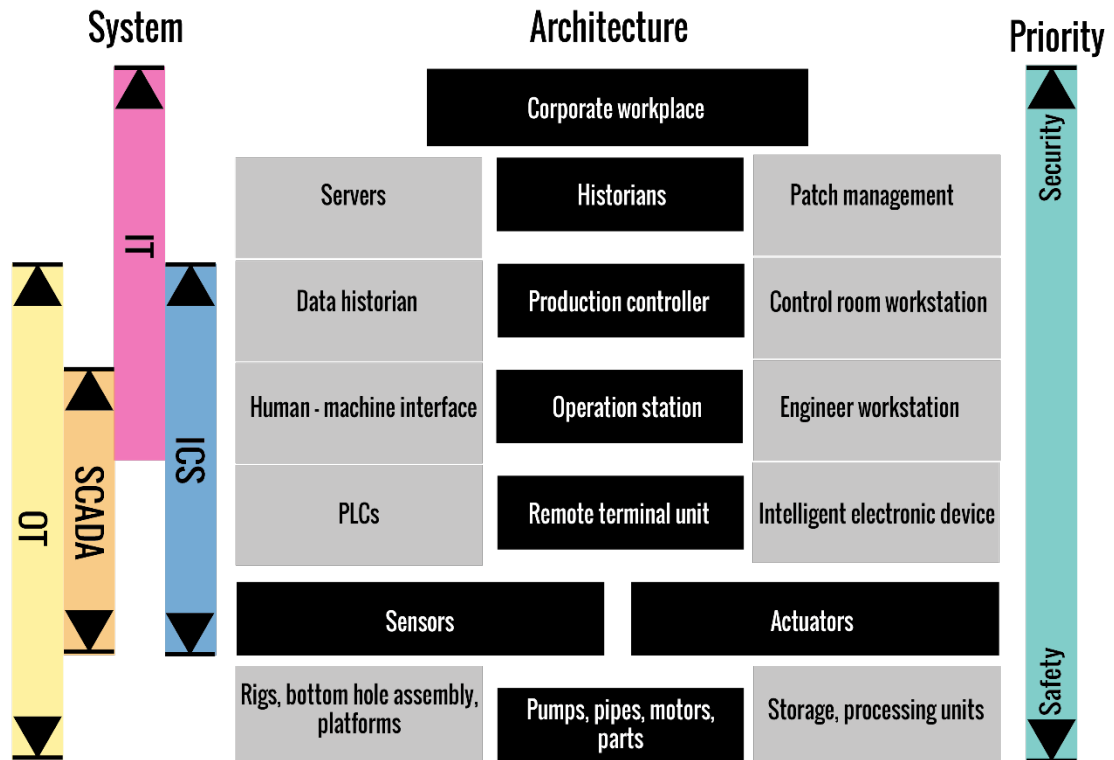 System
Architecture
Priority
IT
OT
SCADA
ICS
Corporate workplace
Servers
Historians
Patch management
Data historian
Production controller
Control room workstation
Human - machine interface
Operation station
Engineer workstation
PLCs
Remote terminal unit
Intelligent electronic device
Sensors
Actuators
Rigs, bottom hole assembly,
platforms
Pumps, pipes, motors,
parts
Storage, processing units
Security
Safety